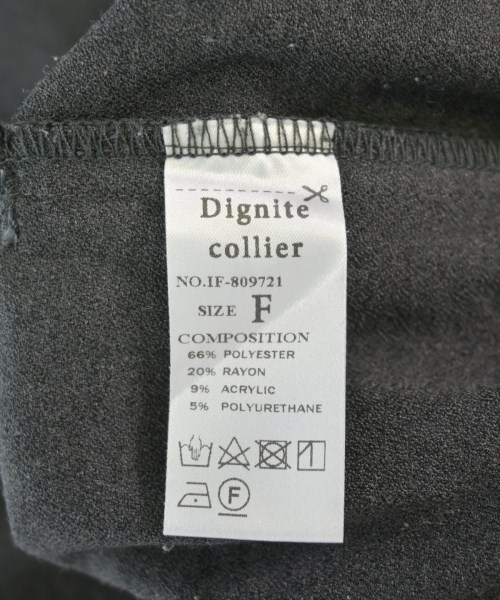 Dignite
collier
NO.IF-809721
SIZE F
COMPOSITION
66% POLYESTER
20% RAYON
9% ACRYLIC
5% POLYURETHANE
F